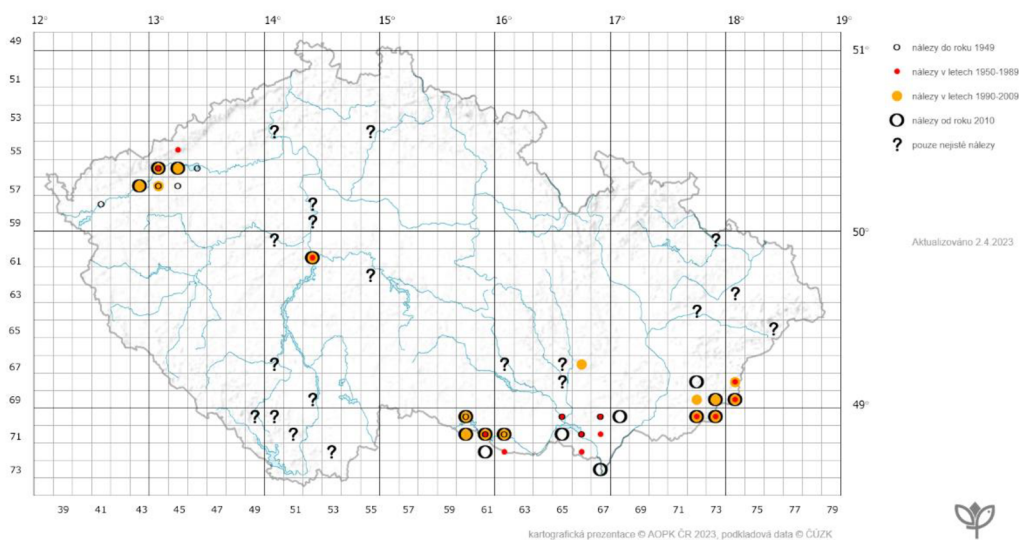 12° 13° 14° 15° 16° 17° 18° 19°
49
51
53
55
57
59
61
63
65
67
69
71
73
51°
50°
49°
39 41 43 45 47 49 51 53 55 57 59 61 63 65 67 69 71 73 75 77 79
nálezy do roku 1949
nálezy v letech 1950-1989
nálezy v letech 1990-2009
nálezy od roku 2010
? pouze nejisté nálezy
Aktualizováno 2.4.2023
kartografická prezentace © AOPK ČR 2023, podkladová data © ČÚZK